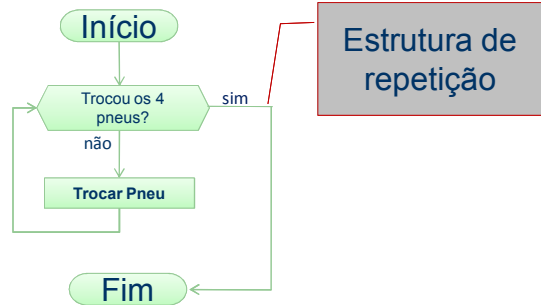 Início
Estrutura de
repetição
Trocou os 4
pneus?
sim
não
Trocar Pneu
Fim